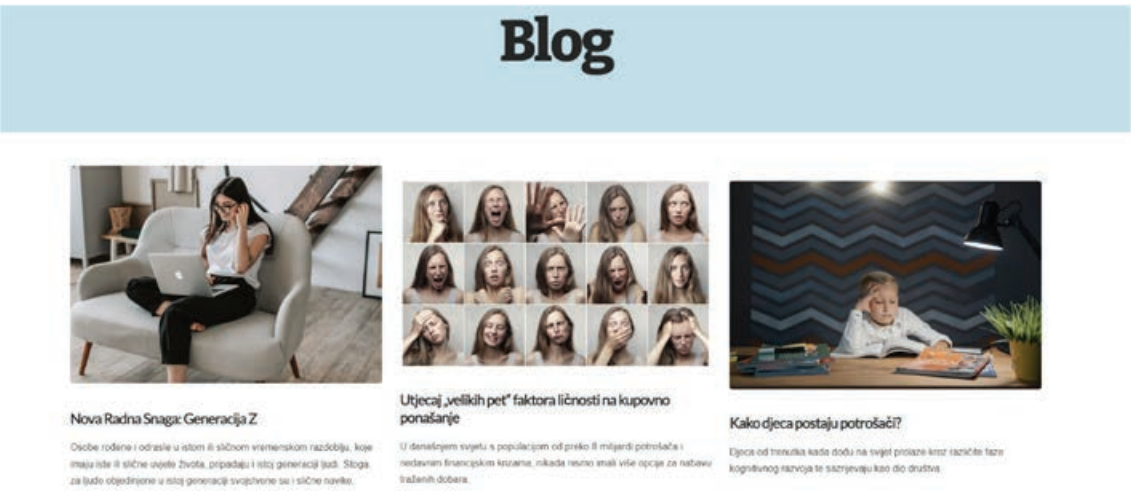 Blog
Nova Radna Snaga: Generacija Z
Osobe rođene i odrasle u istom ili sličnom vremenskom razdoblju, koje
imaju iste ili slične uvjete života, pripadaju i istoj generaciji ljudi. Stoga
za ljude objedinjene u istoj generaciji svojstvene su i slične navike.
Utjecaj „velikih pet“ faktora ličnosti na kupovno
ponašanje
U današnjem svijetu s populacijom od preko 8 milijardi potrošača i
nedavnim financijskim krizama, nikada nismo imali više opcija za nabavu
traženih dobara.
Kako djeca postaju potrošači?
Djeca od trenutka kada dođu na svijet prolaze kroz različite faze
kognitivnog razvoja te sazrijevaju kao dio društva.